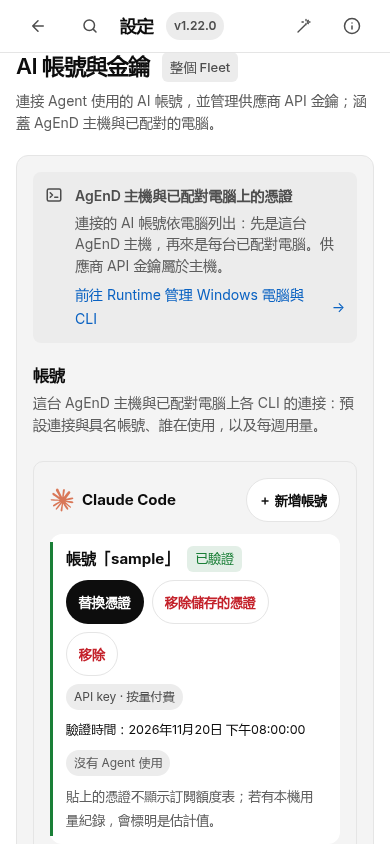 設定 v1.22.0
AI 帳號與金鑰 整個 Fleet
連接 Agent 使用的 AI 帳號，並管理供應商 API 金鑰；涵
蓋 AgEnD 主機與已配對的電腦。
AgEnD 主機與已配對電腦上的憑證
連接的 AI 帳號依電腦列出：先是這台
AgEnD 主機，再來是每台已配對電腦。供
應商 API 金鑰屬於主機。
前往 Runtime 管理 Windows 電腦與
CLI
帳號
這台 AgEnD 主機與已配對電腦上各 CLI 的連接：預
設連接與具名帳號、誰在使用，以及每週用量。
Claude Code + 新增帳號
帳號「sample」 已驗證
替換憑證 移除儲存的憑證
移除
API key · 按量付費
驗證時間：2026年11月20日 下午08:00:00
沒有 Agent 使用
貼上的憑證不顯示訂閱額度表；若有本機用
量紀錄，會標明是估計值。